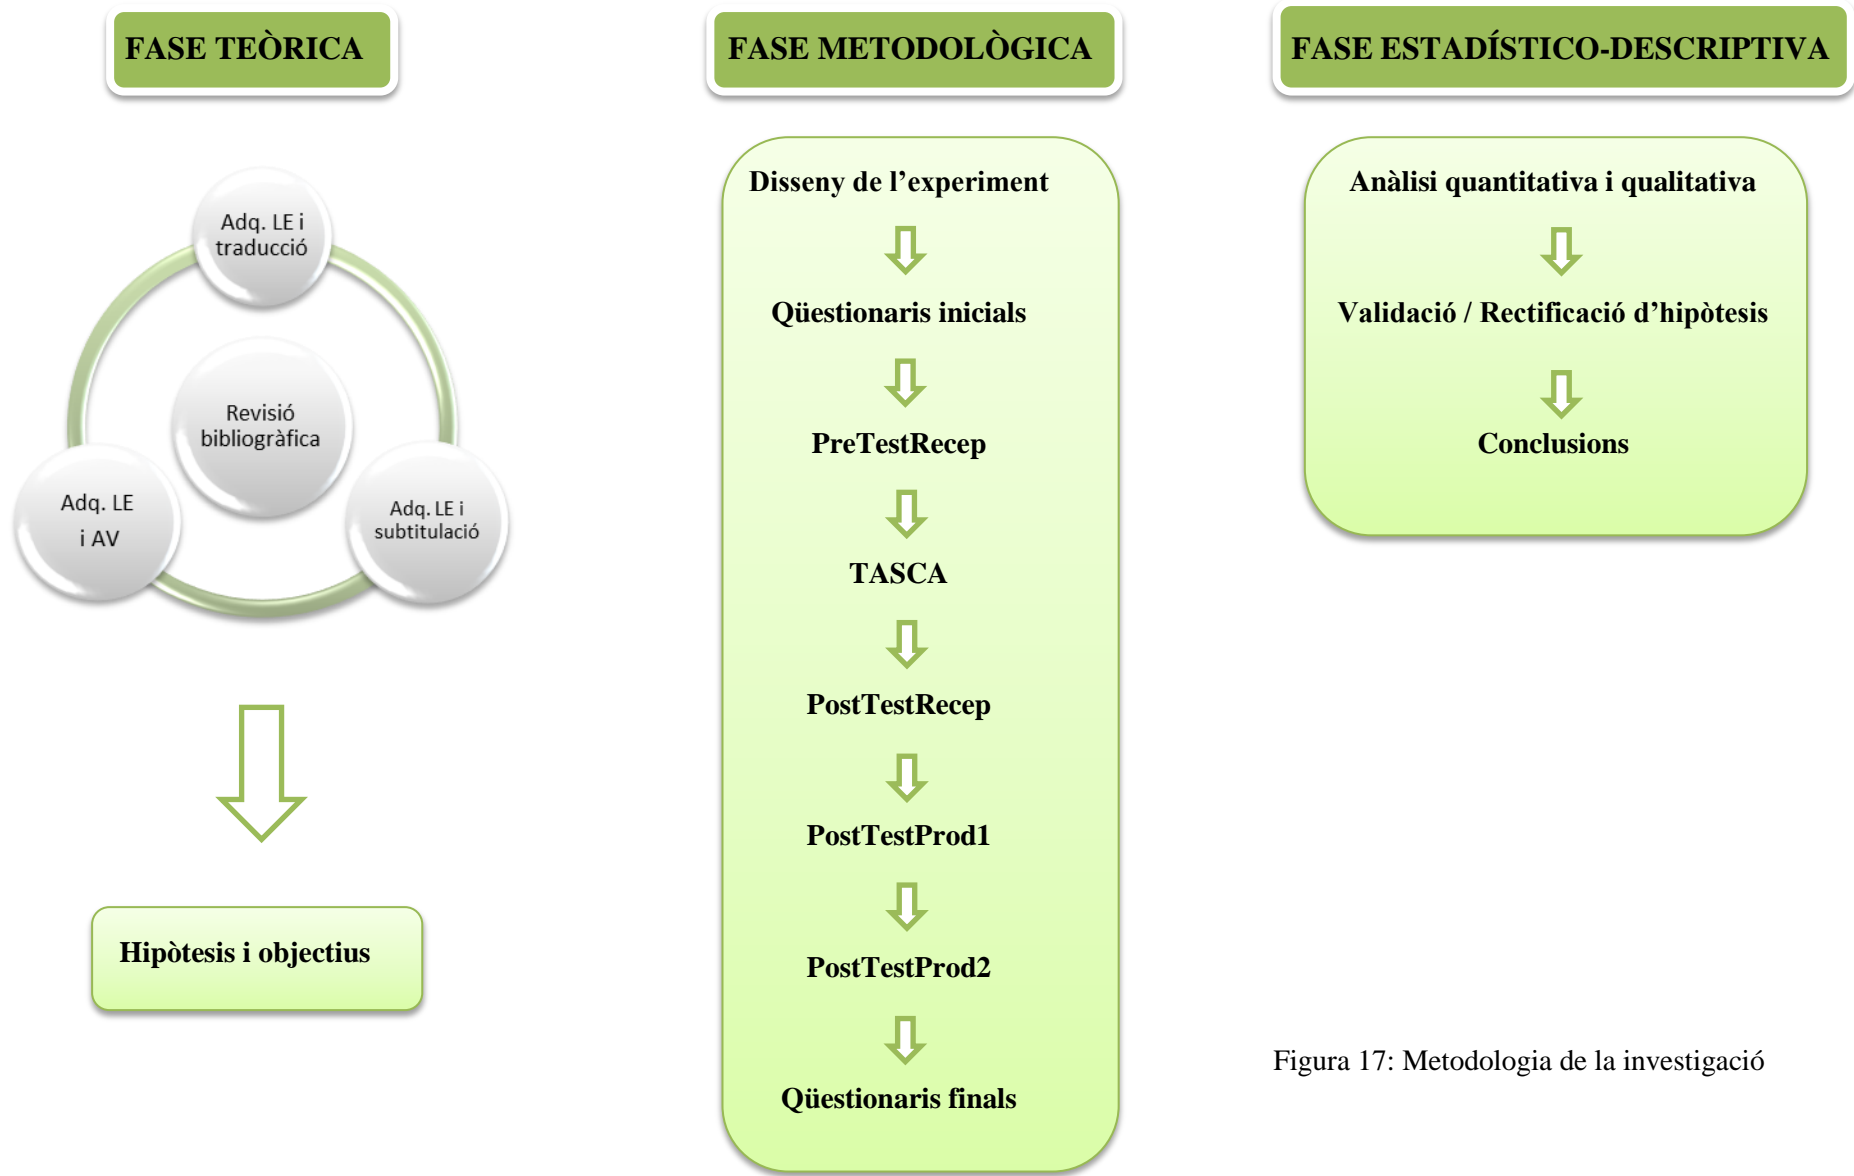 FASE TEÒRICA
Adq. LE i
traducció
Revisió
bibliogràfica
Adq. LE
i AV
Adq. LE i
subtitulació
Hipòtesis i objectius
FASE METODOLÒGICA
Disseny de l’experiment
Qüestionaris inicials
PreTestRecep
TASCA
PostTestRecep
PostTestProd1
PostTestProd2
Qüestionaris finals
FASE ESTADÍSTICO-DESCRIPTIVA
Anàlisi quantitativa i qualitativa
Validació / Rectificació d’hipòtesis
Conclusions
Figura 17: Metodologia de la investigació